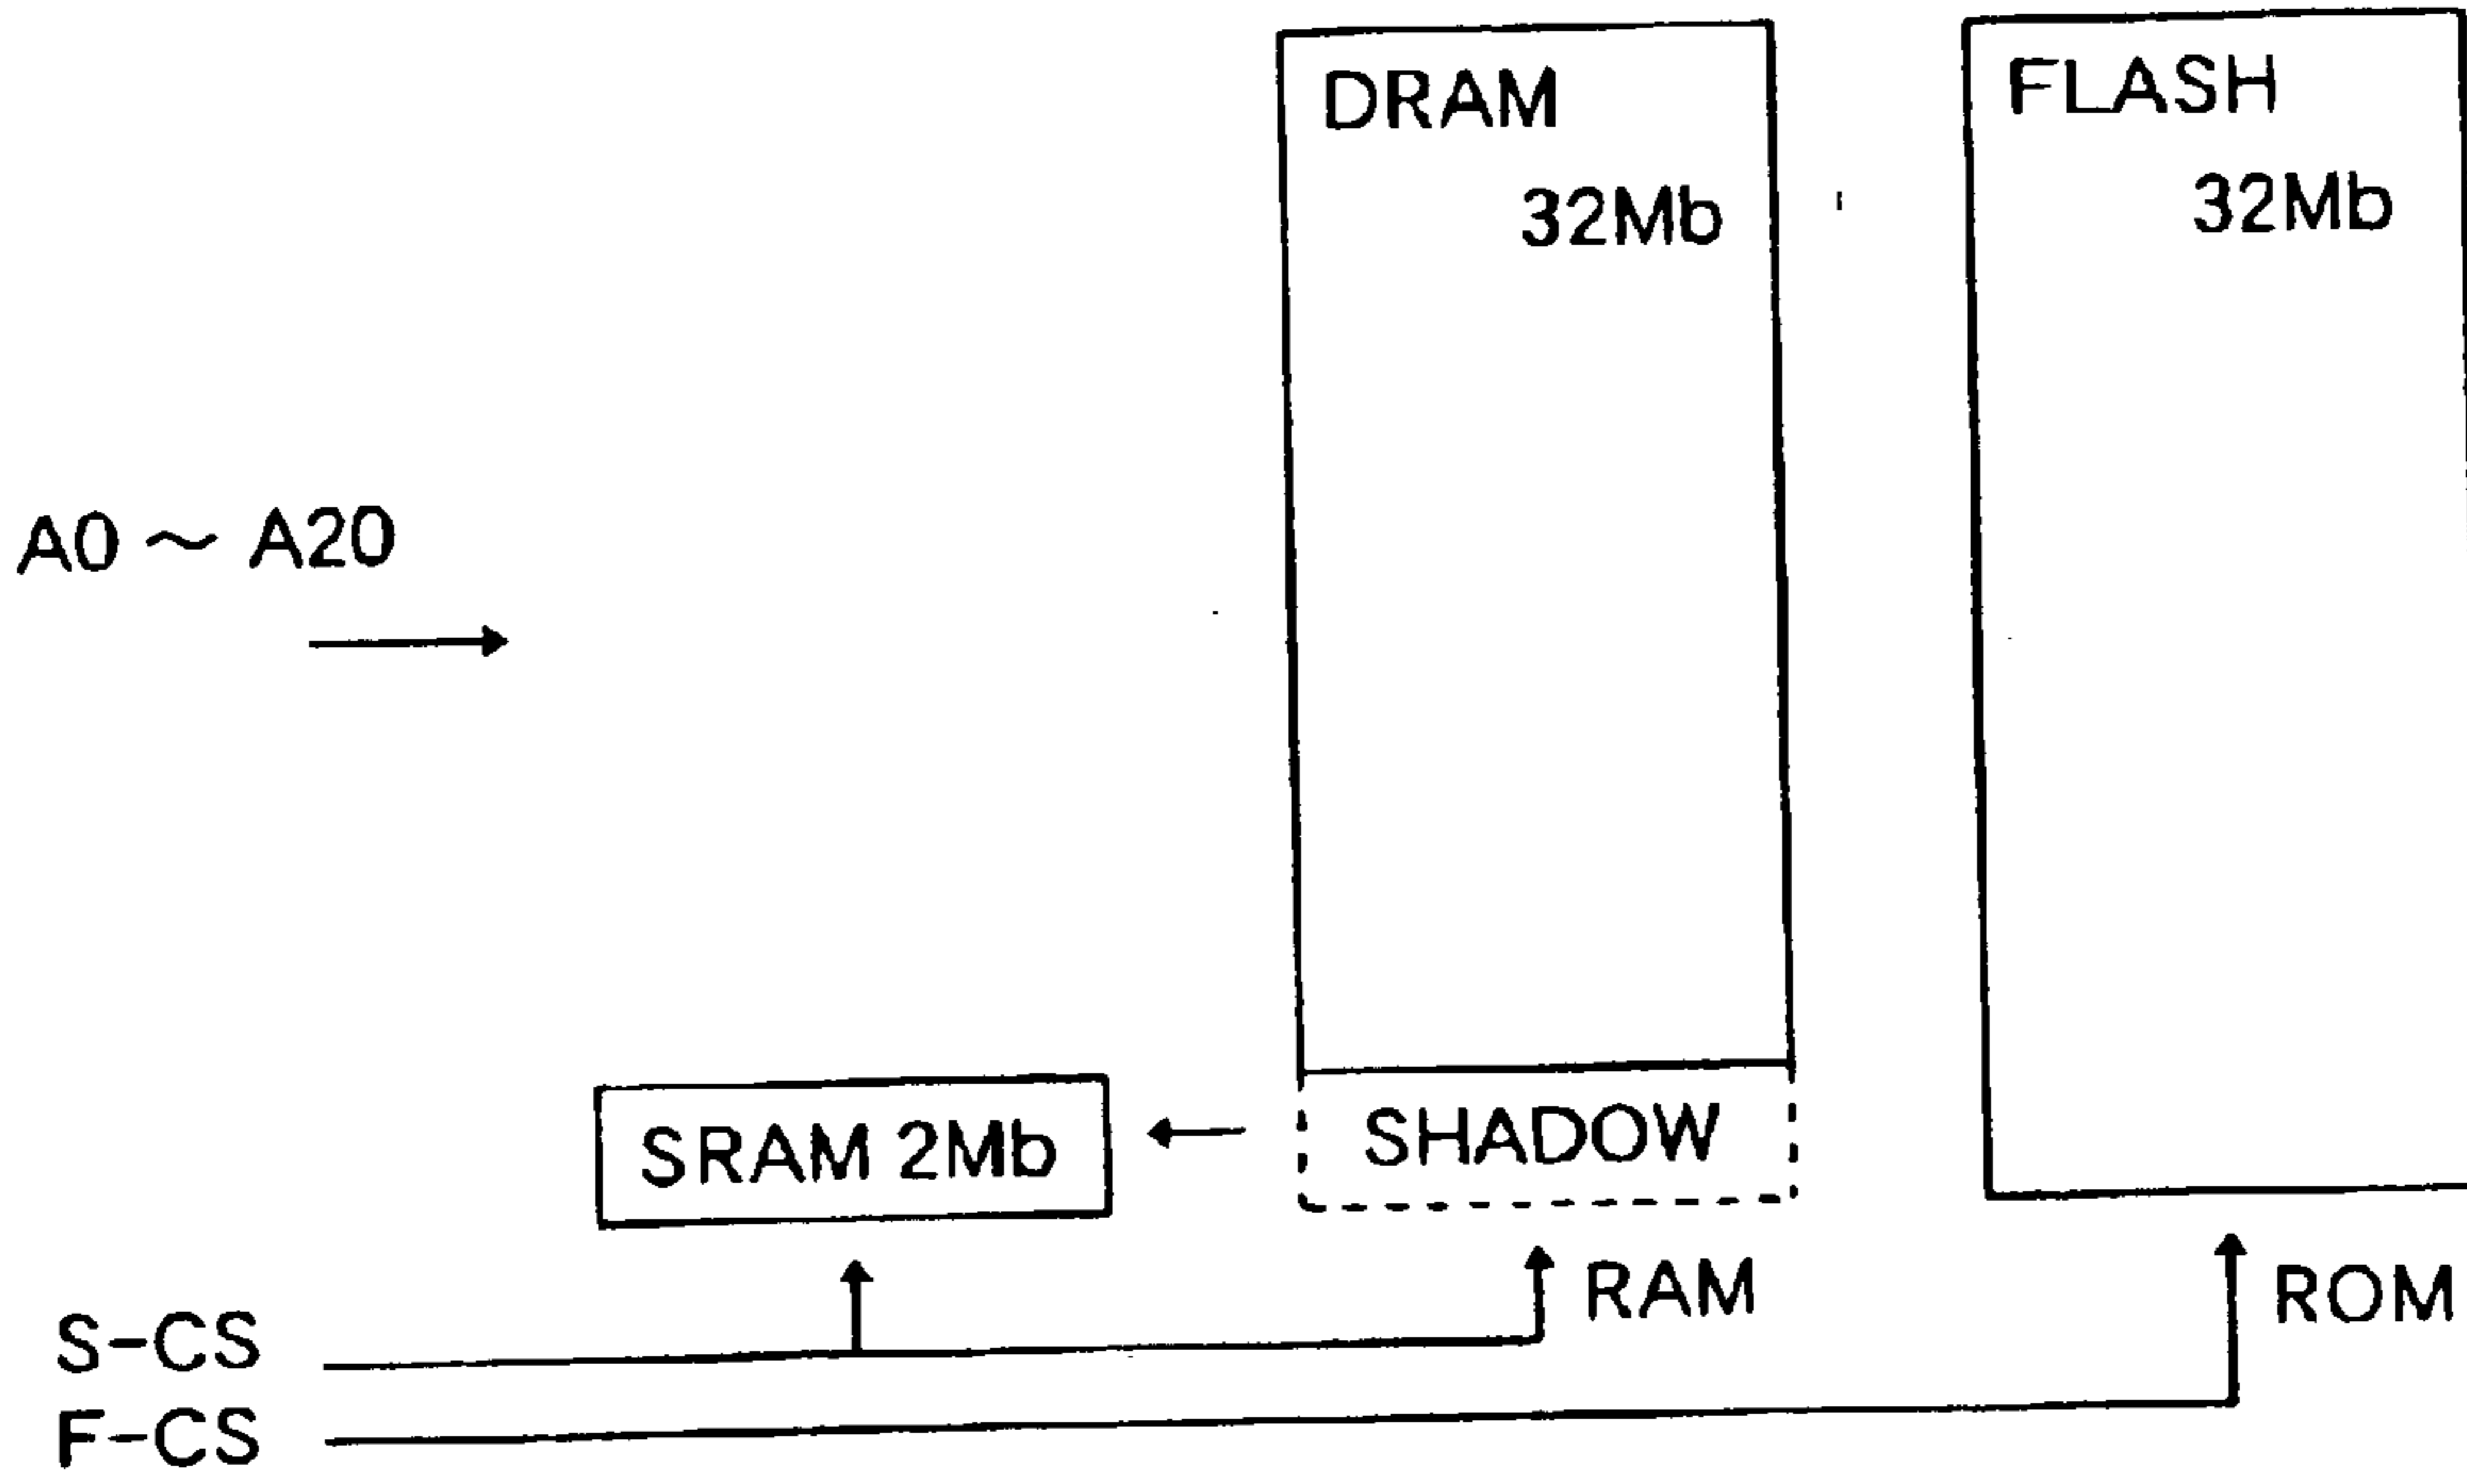 DRAM
32Mb
FLASH
32Mb
A0 ～ A20
SRAM 2Mb
SHADOW
RAM
ROM
S-CS
F-CS